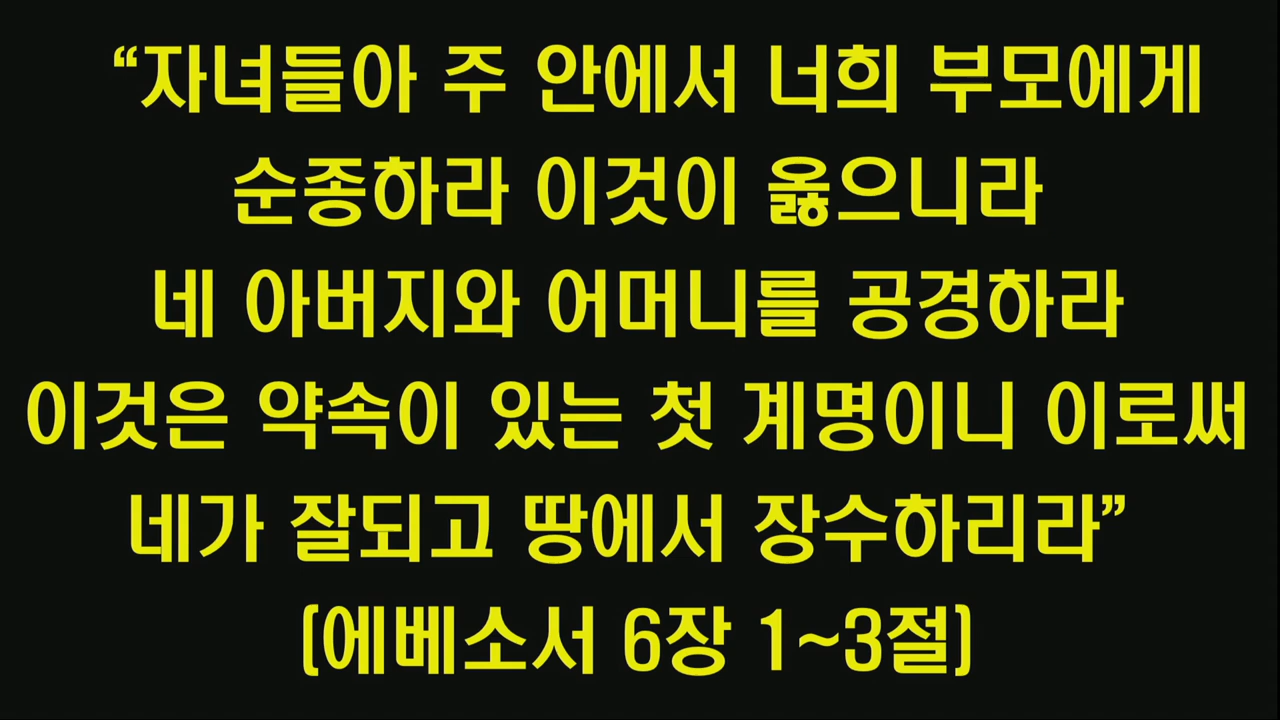 “자녀들아 주 안에서 너희 부모에게
순종하라 이것이 옳으니라
네 아버지와 어머니를 공경하라
이것은 약속이 있는 첫 계명이니 이로써
네가 잘되고 땅에서 장수하리라”
(에베소서 6장 1~3절)